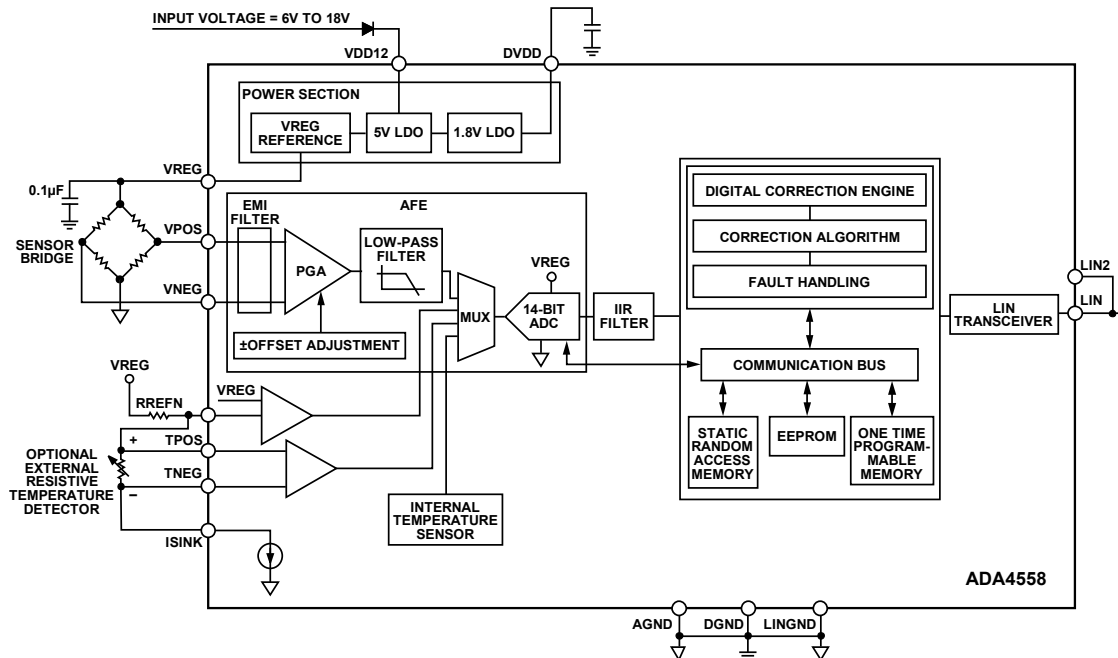 INPUT VOLTAGE = 6V TO 18V
VDD12
DVDD
POWER SECTION
VREG
REFERENCE
5V LDO
1.8V LDO
VREG
0.1µF
VPOS
SENSOR
BRIDGE
VNEG
EMI
FILTER
AFE
PGA
LOW-PASS
FILTER
±OFFSET ADJUSTMENT
MUX
VREG
14-BIT
ADC
IIR
FILTER
DIGITAL CORRECTION ENGINE
CORRECTION ALGORITHM
FAULT HANDLING
COMMUNICATION BUS
STATIC
RANDOM
ACCESS
MEMORY
EEPROM
ONE TIME
PROGRAM-
MABLE
MEMORY
LIN
TRANSCEIVER
LIN2
LIN
VREG
RREFN
VREG
+
TPOS
OPTIONAL
EXTERNAL
RESISTIVE
TEMPERATURE
DETECTOR
TNEG
–
ISINK
INTERNAL
TEMPERATURE
SENSOR
ADA4558
AGND
DGND
LINGND